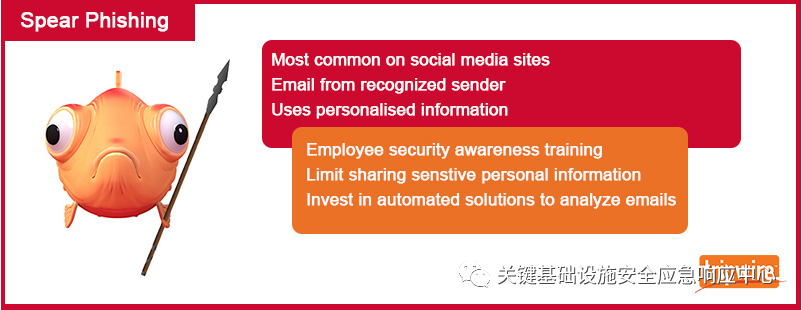 Spear Phishing
Most common on social media sites
Email from recognized sender
Uses personalised information
Employee security awareness training
Limit sharing senstive personal information
Invest in automated solutions to analyze emails
tripwire
关键基础设施安全应急响应中心